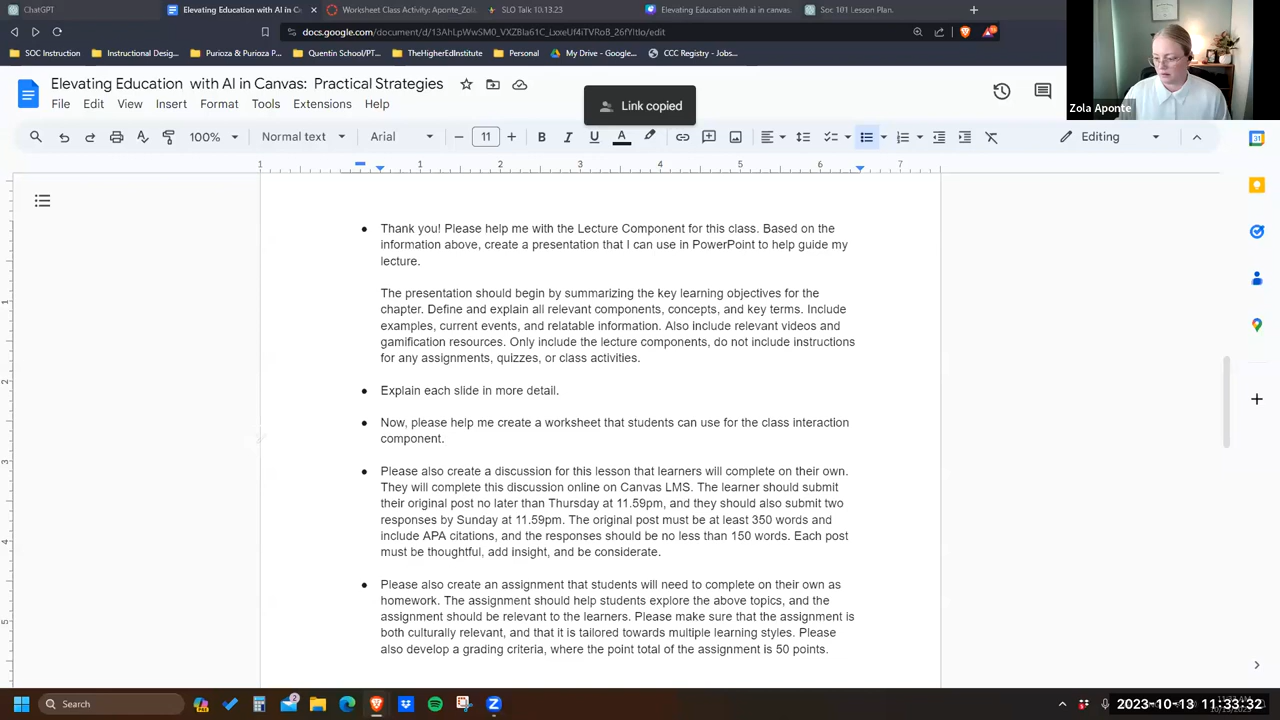 ChatGPT
Elevating Education with AI in C
Worksheet Class Activity: Aponte_Zola
SLO Talk 10.13.23
Elevating Education with ai in canvas.
Soc 101 Lesson Plan.
SOC Instruction
Instructional Desig...
Purioza & Purioza P...
Quentin School/PT...
TheHigherEdInstitute
Personal
My Drive - Google...
CCC Registry - Jobs...
Elevating Education with AI in Canvas: Practical Strategies
File Edit View Insert Format Tools Extensions Help
Link copied
Zola Aponte
100% Normal text Arial 11 Editing
1 1 2 3 4 5 6 7
Thank you! Please help me with the Lecture Component for this class. Based on the
information above, create a presentation that I can use in PowerPoint to help guide my
lecture.
The presentation should begin by summarizing the key learning objectives for the
chapter. Define and explain all relevant components, concepts, and key terms. Include
examples, current events, and relatable information. Also include relevant videos and
gamification resources. Only include the lecture components, do not include instructions
for any assignments, quizzes, or class activities.
Explain each slide in more detail.
Now, please help me create a worksheet that students can use for the class interaction
component.
Please also create a discussion for this lesson that learners will complete on their own.
They will complete this discussion online on Canvas LMS. The learner should submit
their original post no later than Thursday at 11.59pm, and they should also submit two
responses by Sunday at 11.59pm. The original post must be at least 350 words and
include APA citations, and the responses should be no less than 150 words. Each post
must be thoughtful, add insight, and be considerate.
Please also create an assignment that students will need to complete on their own as
homework. The assignment should help students explore the above topics, and the
assignment should be relevant to the learners. Please make sure that the assignment is
both culturally relevant, and that it is tailored towards multiple learning styles. Please
also develop a grading criteria, where the point total of the assignment is 50 points.
1
2
3
4
5
Search
2023-10-13 11:33:32